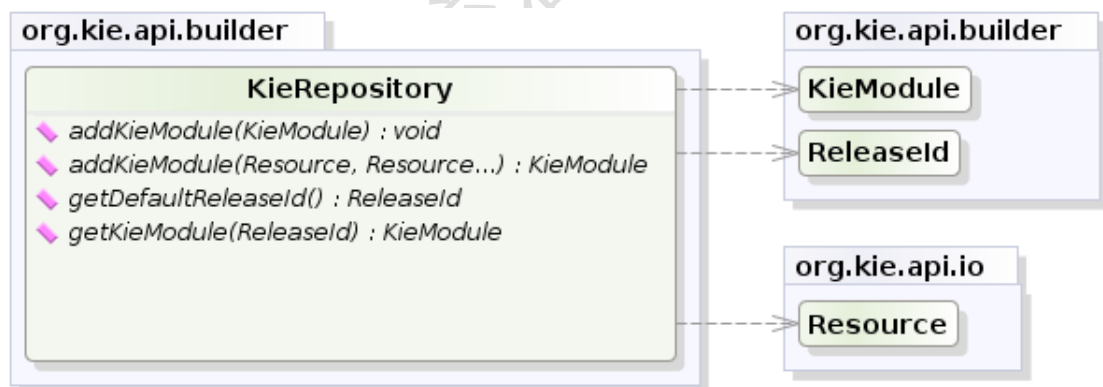 org.kie.api.builder
KieRepository
addKieModule(KieModule) : void
addKieModule(Resource, Resource...) : KieModule
getDefaultReleaseId() : ReleaseId
getKieModule(ReleaseId) : KieModule
org.kie.api.builder
KieModule
ReleaseId
org.kie.api.io
Resource